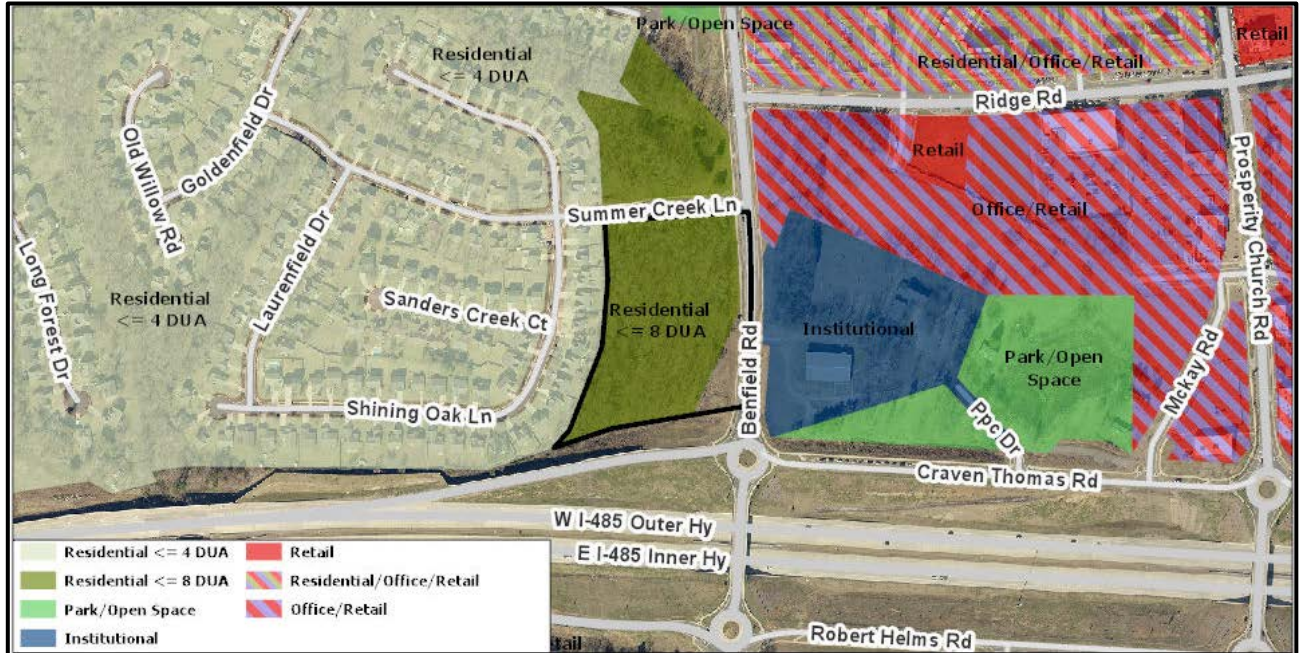 Park/Open Space
Residential
<= 4 DUA
Residential/Office/Retail
Retail
Ridge Rd
Old Willow Rd
Goldenfield Dr
Laurenfield Dr
Summer Creek Ln
Retail
Office/Retail
Prosperity Church Rd
Long Forest Dr
Residential
<= 4 DUA
Sanders Creek Ct
Residential
<= 8 DUA
Benfield Rd
Institutional
Park/Open
Space
Mckay Rd
Shining Oak Ln
Ppc Dr
Craven Thomas Rd
W I-485 Outer Hy
E I-485 Inner Hy
Robert Helms Rd
Residential <= 4 DUA
Retail
Residential <= 8 DUA
Residential/Office/Retail
Park/Open Space
Office/Retail
Institutional